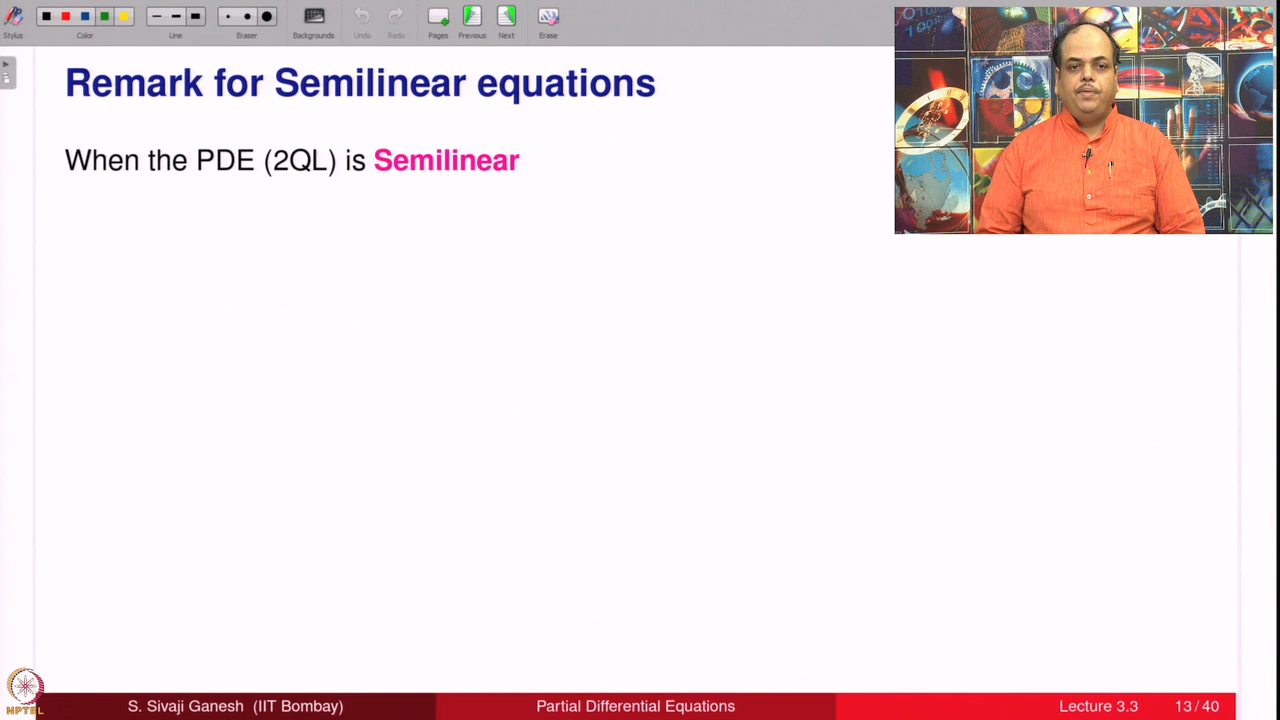 Stylus
Color
Line
Eraser
Backgrounds
Undo
Redo
Pages
Previous
Next
Erase
Remark for Semilinear equations
When the PDE (2QL) is Semilinear
NPTEL
S. Sivaji Ganesh (IIT Bombay)
Partial Differential Equations
Lecture 3.3
13 / 40